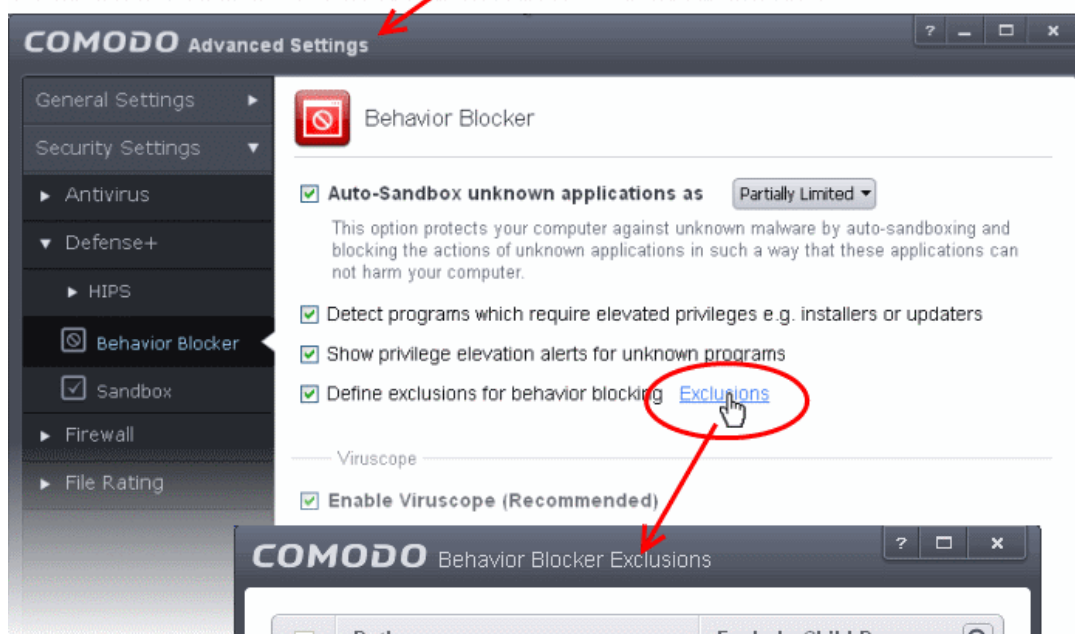 COMODO Advanced Settings
General Settings
Security Settings
Antivirus
Defense+
HIPS
Behavior Blocker
Sandbox
Firewall
File Rating
Behavior Blocker
Auto-Sandbox unknown applications as Partially Limited
This option protects your computer against unknown malware by auto-sandboxing and
blocking the actions of unknown applications in such a way that these applications can
not harm your computer.
Detect programs which require elevated privileges e.g. installers or updaters
Show privilege elevation alerts for unknown programs
Define exclusions for behavior blocking Exclusions
Viruscope
Enable Viruscope (Recommended)
COMODO Behavior Blocker Exclusions